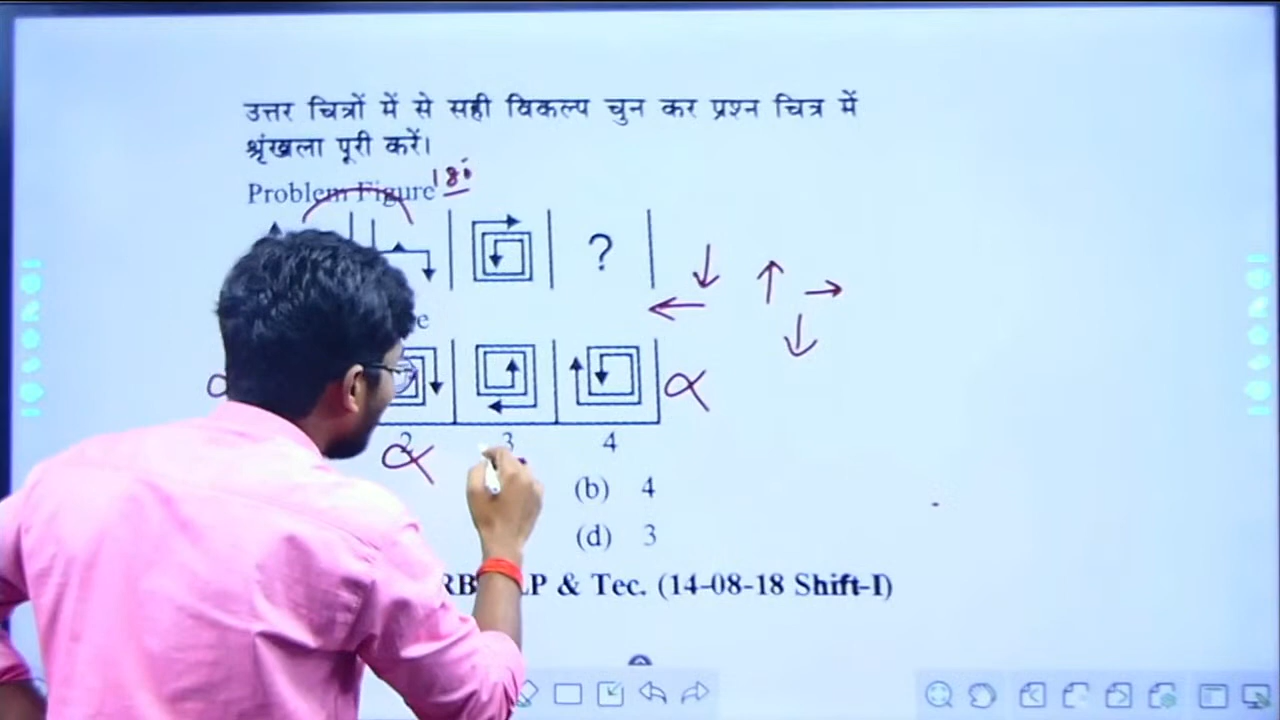 उत्तर चित्रों में से सही विकल्प चुन कर प्रश्न चित्र में
श्रृंखला पूरी करें।
Problem Figure 180
?
2 3 4
(b) 4
(d) 3
& Tec. (14-08-18 Shift-I)